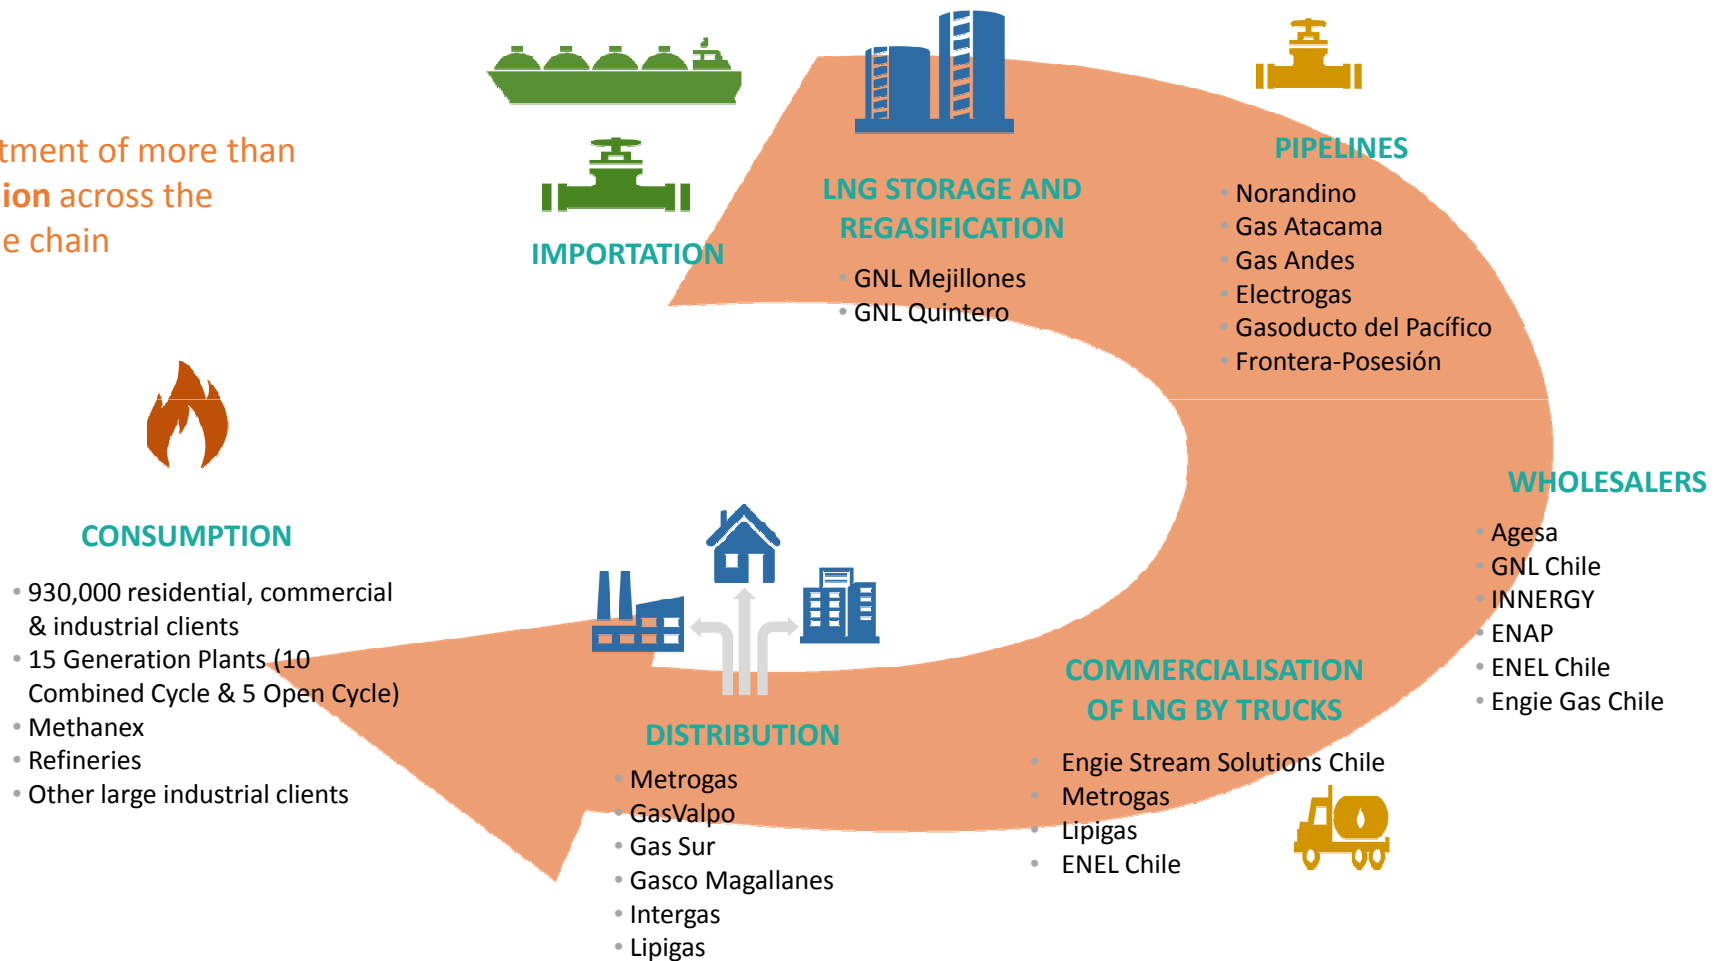 tment of more than
ion across the
e chain
IMPORTATION
LNG STORAGE AND
REGASIFICATION
• GNL Mejillones
• GNL Quintero
PIPELINES
• Norandino
• Gas Atacama
• Gas Andes
• Electrogas
• Gasoducto del Pacífico
• Frontera-Posesión
WHOLESALERS
• Agesa
• GNL Chile
• INNERGY
• ENAP
• ENEL Chile
• Engie Gas Chile
COMMERCIALISATION
OF LNG BY TRUCKS
• Engie Stream Solutions Chile
• Metrogas
• Lipigas
• ENEL Chile
DISTRIBUTION
• Metrogas
• GasValpo
• Gas Sur
• Gasco Magallanes
• Intergas
• Lipigas
CONSUMPTION
• 930,000 residential, commercial
& industrial clients
• 15 Generation Plants (10
Combined Cycle & 5 Open Cycle)
• Methanex
• Refineries
• Other large industrial clients